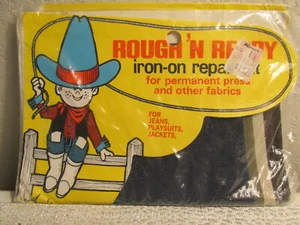 ROUGH 'N READY
iron-on repair
for permanent press
and other fabrics
FOR
JEANS,
PLAYSUITS,
JACKETS,